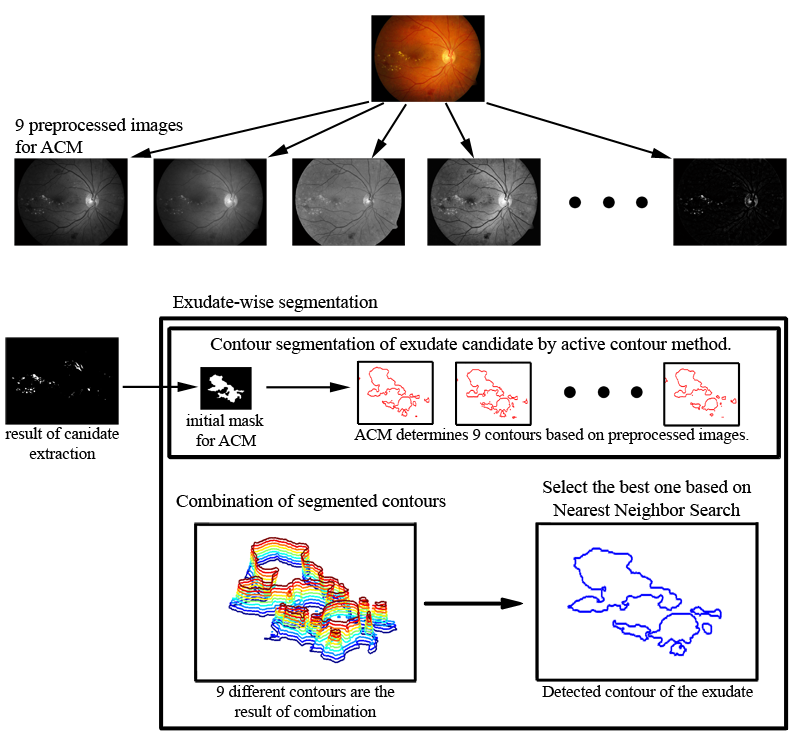 9 preprocessed images
for ACM
Exudate-wise segmentation
Contour segmentation of exudate candidate by active contour method.
result of canidate
extraction
initial mask
for ACM
ACM determines 9 contours based on preprocessed images.
Combination of segmented contours
Select the best one based on
Nearest Neighbor Search
9 different contours are the
result of combination
Detected contour of the exudate